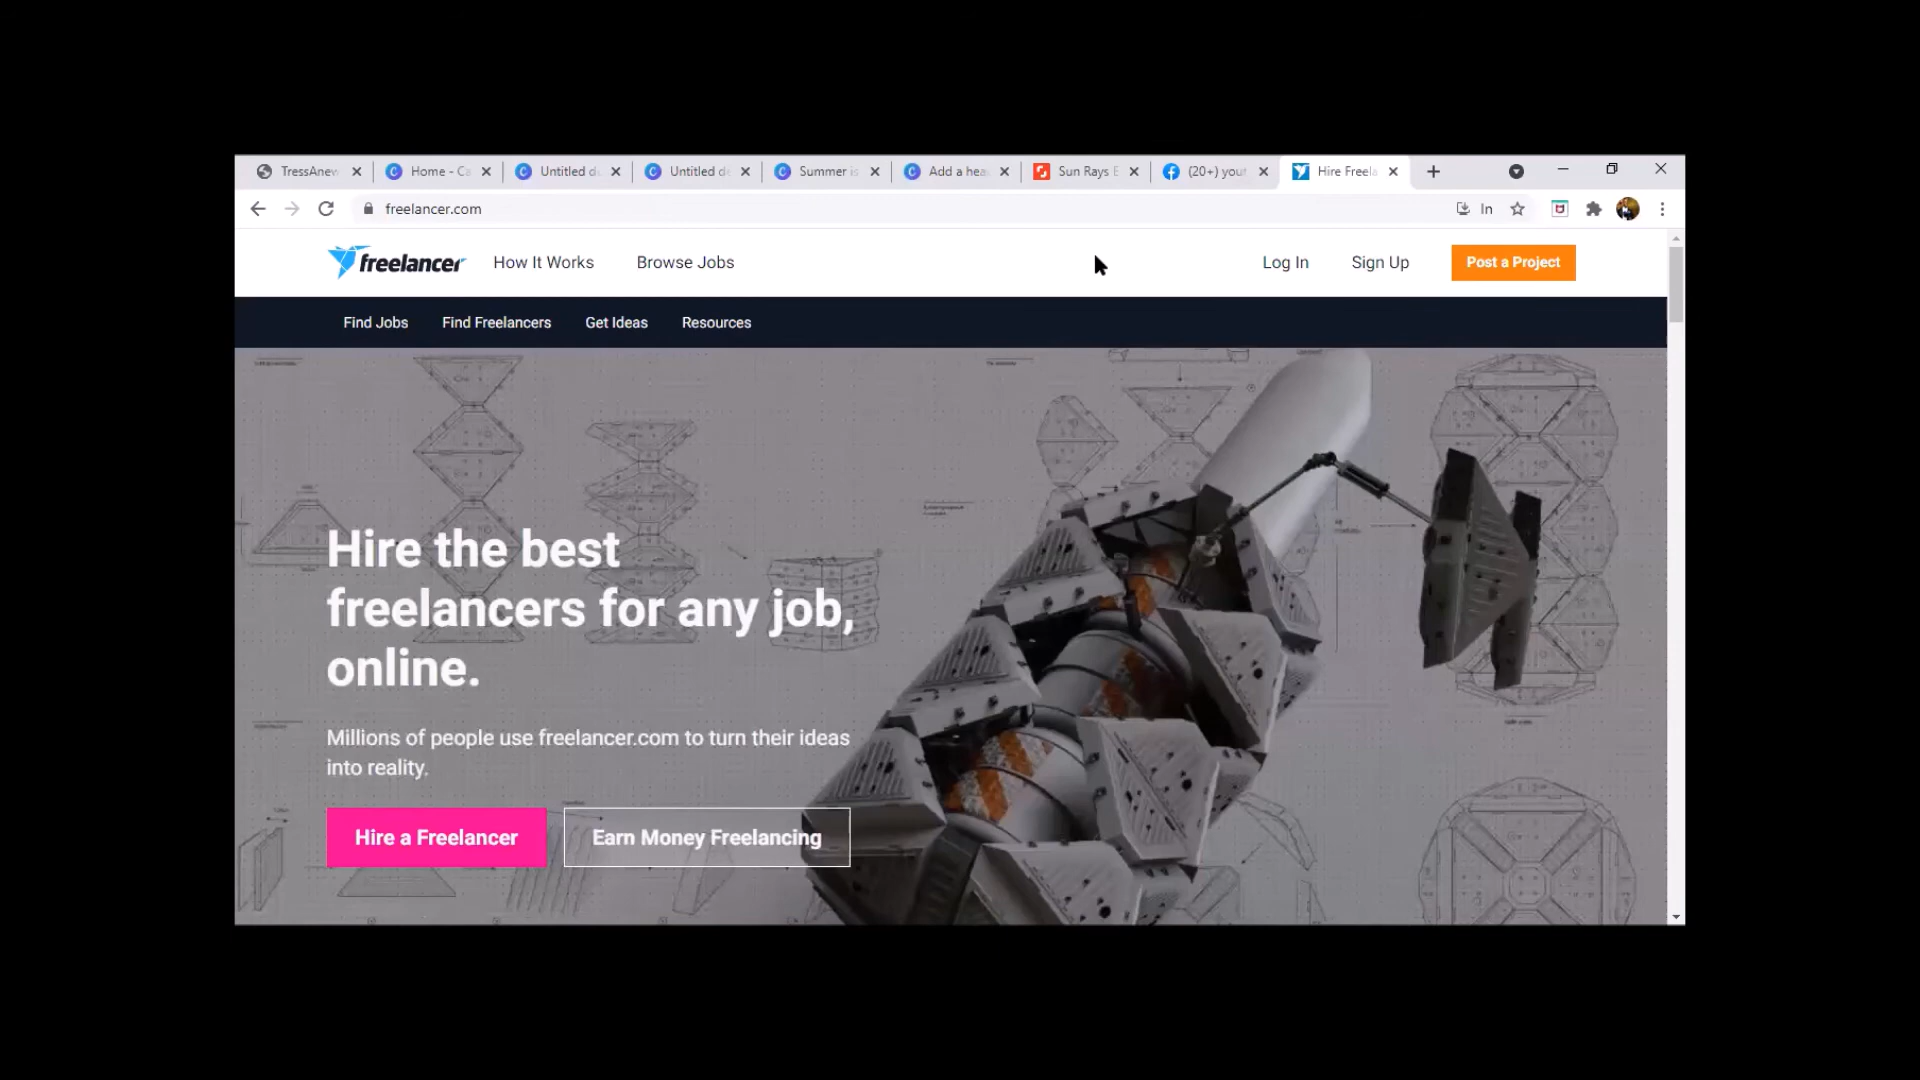 TressAnew
Home - Ca
Untitled d
Untitled de
Summer is
Add a hea
Sun Rays E
(20+) your
Hire Freela
freelancer.com
In
freelancer
How It Works
Browse Jobs
Log In
Sign Up
Post a Project
Find Jobs
Find Freelancers
Get Ideas
Resources
Hire the best
freelancers for any job,
online.
Millions of people use freelancer.com to turn their ideas
into reality.
Hire a Freelancer
Earn Money Freelancing